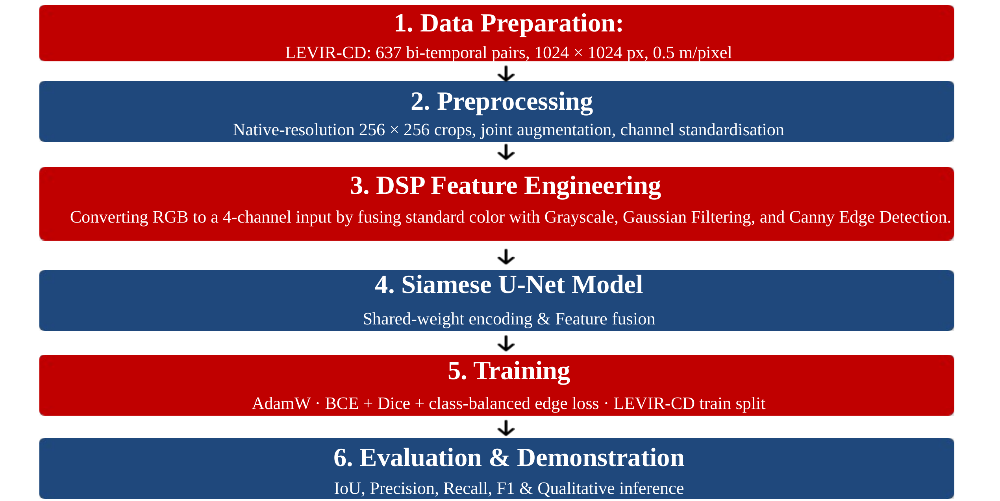 1. Data Preparation:
LEVIR-CD: 637 bi-temporal pairs, 1024 × 1024 px, 0.5 m/pixel
2. Preprocessing
Native-resolution 256 × 256 crops, joint augmentation, channel standardisation
3. DSP Feature Engineering
Converting RGB to a 4-channel input by fusing standard color with Grayscale, Gaussian Filtering, and Canny Edge Detection.
4. Siamese U-Net Model
Shared-weight encoding & Feature fusion
5. Training
AdamW · BCE + Dice + class-balanced edge loss · LEVIR-CD train split
6. Evaluation & Demonstration
IoU, Precision, Recall, F1 & Qualitative inference